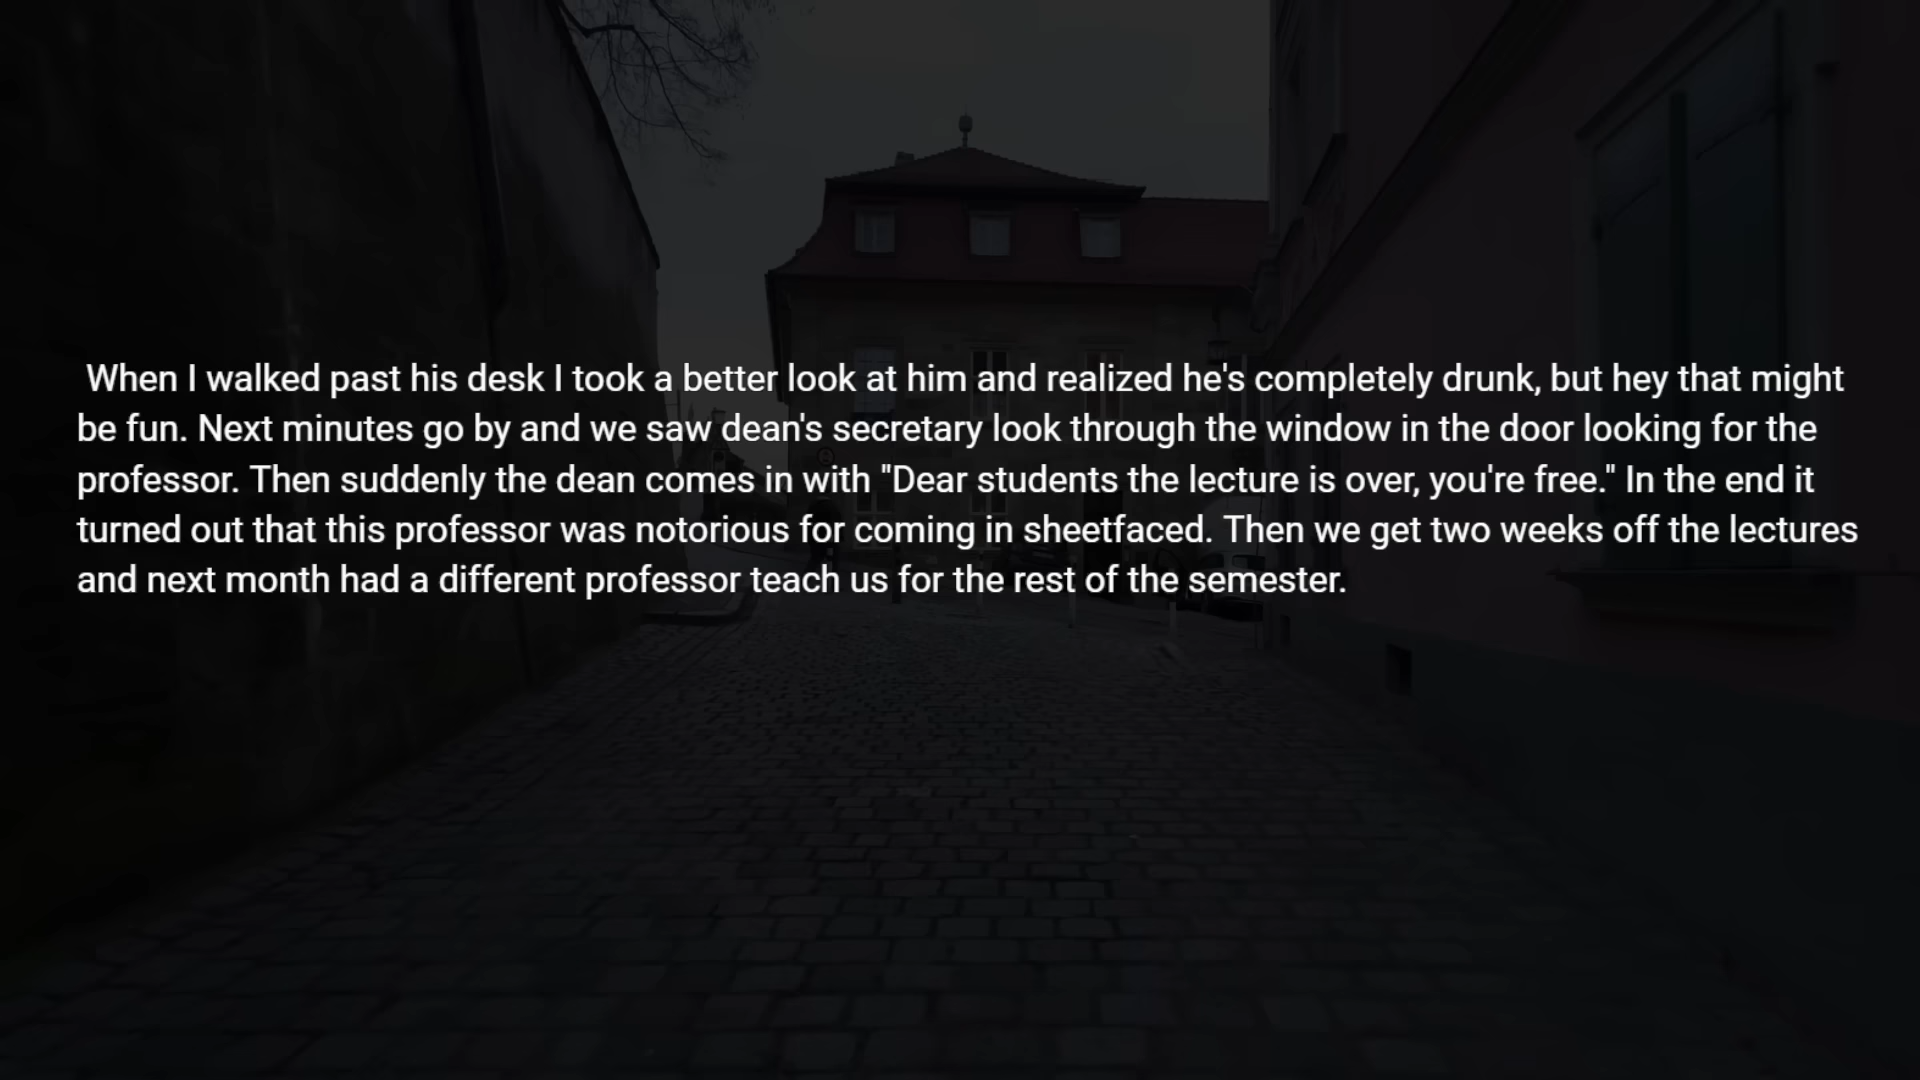 When I walked past his desk I took a better look at him and realized he's completely drunk, but hey that might
be fun. Next minutes go by and we saw dean's secretary look through the window in the door looking for the
professor. Then suddenly the dean comes in with "Dear students the lecture is over, you're free." In the end it
turned out that this professor was notorious for coming in sheetfaced. Then we get two weeks off the lectures
and next month had a different professor teach us for the rest of the semester.